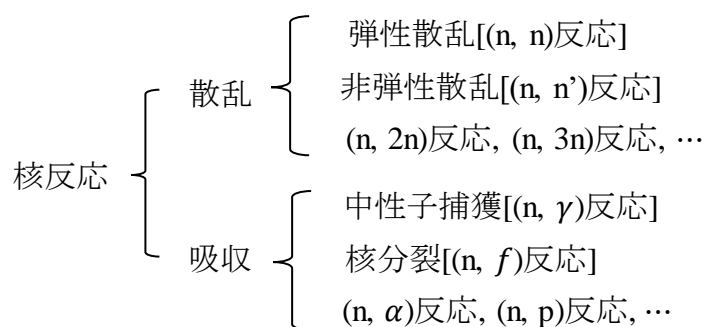 核反応
散乱
弾性散乱[(n, n)反応]
非弾性散乱[(n, n’)反応]
(n, 2n)反応, (n, 3n)反応, ⋯
吸収
中性子捕獲[(n, γ)反応]
核分裂[(n, f)反応]
(n, α)反応, (n, p)反応, ⋯